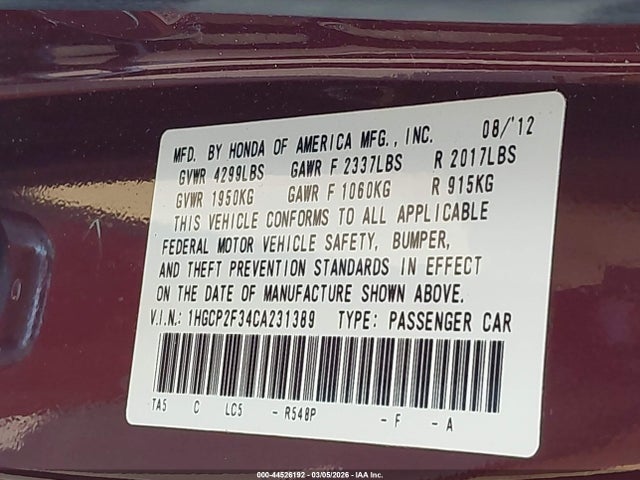 MFD. BY HONDA OF AMERICA MFG., INC. 08/'12
GVWR 4299LBS GAWR F 2337LBS R 2017LBS
GVWR 1950KG GAWR F 1060KG R 915KG
THIS VEHICLE CONFORMS TO ALL APPLICABLE
FEDERAL MOTOR VEHICLE SAFETY, BUMPER,
AND THEFT PREVENTION STANDARDS IN EFFECT
ON THE DATE OF MANUFACTURE SHOWN ABOVE.
V.I.N.: 1HGCP2F34CA231389 TYPE: PASSENGER CAR
TA5 C LC5 - R548P - F - A
000-44526192 - 03/05/2026 - IAA Inc.